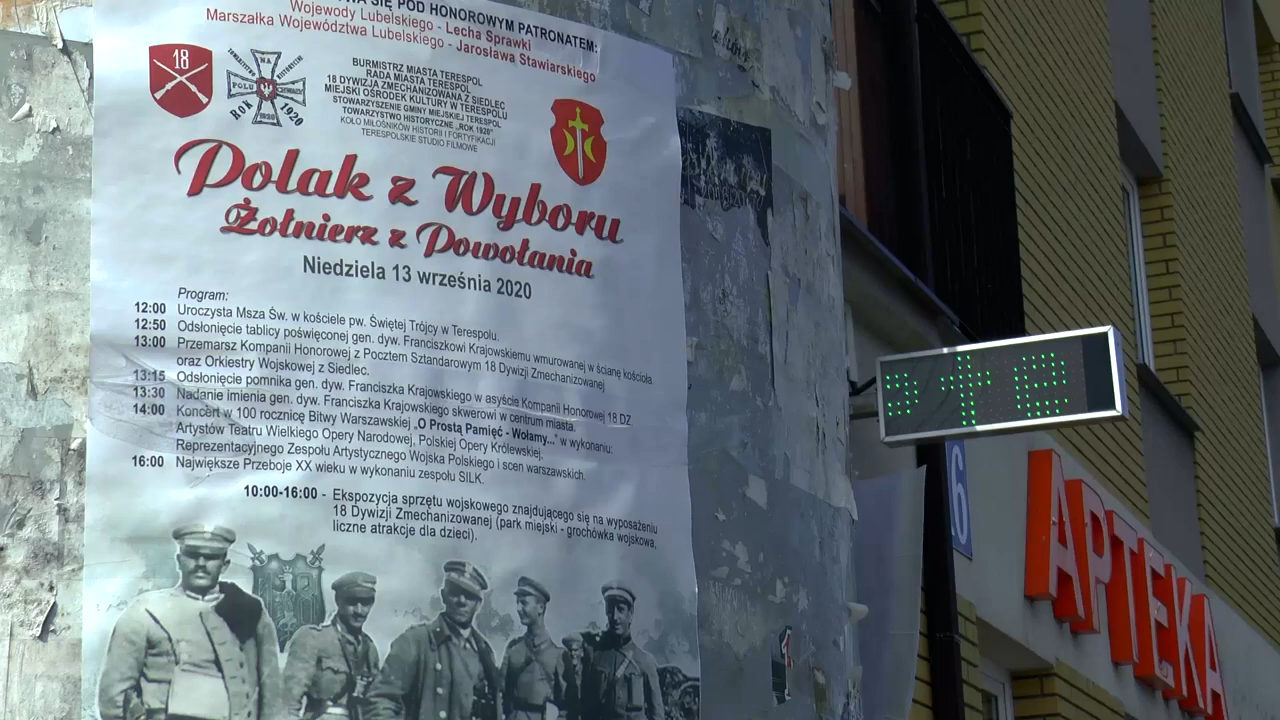 SIĘ POD HONOROWYM PATRONATEM:
Wojewody Lubelskiego - Lecha Sprawki
Marszałka Województwa Lubelskiego - Jarosława Stawiarskiego
18
ROK 1920
BURMISTRZ MIASTA TERESPOL
RADA MIASTA TERESPOL
18 DYWIZJA ZMECHANIZOWANA Z SIEDLEC
MIEJSKI OŚRODEK KULTURY W TERESPOLU
STOWARZYSZENIE GMINY MIEJSKIEJ TERESPOL
TOWARZYSTWO HISTORYCZNE „ROK 1920"
KOŁO MIŁOŚNIKÓW HISTORII I FORTYFIKACJI
TERESPOLSKIE STUDIO FILMOWE
Polak z Wyboru
Żołnierz z Powołania
Niedziela 13 września 2020
Program:
12:00 Uroczysta Msza Św. w kościele pw. Świętej Trójcy w Terespolu.
12:50 Odsłonięcie tablicy poświęconej gen. dyw. Franciszkowi Krajowskiemu wmurowanej w ścianę kościoła
13:00 Przemarsz Kompanii Honorowej z Pocztem Sztandarowym 18 Dywizji Zmechanizowanej
oraz Orkiestry Wojskowej z Siedlec.
13:15 Odsłonięcie pomnika gen. dyw. Franciszka Krajowskiego w asyście Kompanii Honorowej 18 DZ
13:30 Nadanie imienia gen. dyw. Franciszka Krajowskiego skwerowi w centrum miasta.
14:00 Koncert w 100 rocznicę Bitwy Warszawskiej „O Prostą Pamięć - Wołamy..." w wykonaniu:
Artystów Teatru Wielkiego Opery Narodowej, Polskiej Opery Królewskiej,
Reprezentacyjnego Zespołu Artystycznego Wojska Polskiego i scen warszawskich.
16:00 Największe Przeboje XX wieku w wykonaniu zespołu SILK.
10:00-16:00 - Ekspozycja sprzętu wojskowego znajdującego się na wyposażeniu
18 Dywizji Zmechanizowanej (park miejski - grochówka wojskowa,
liczne atrakcje dla dzieci).
6
APTEKA